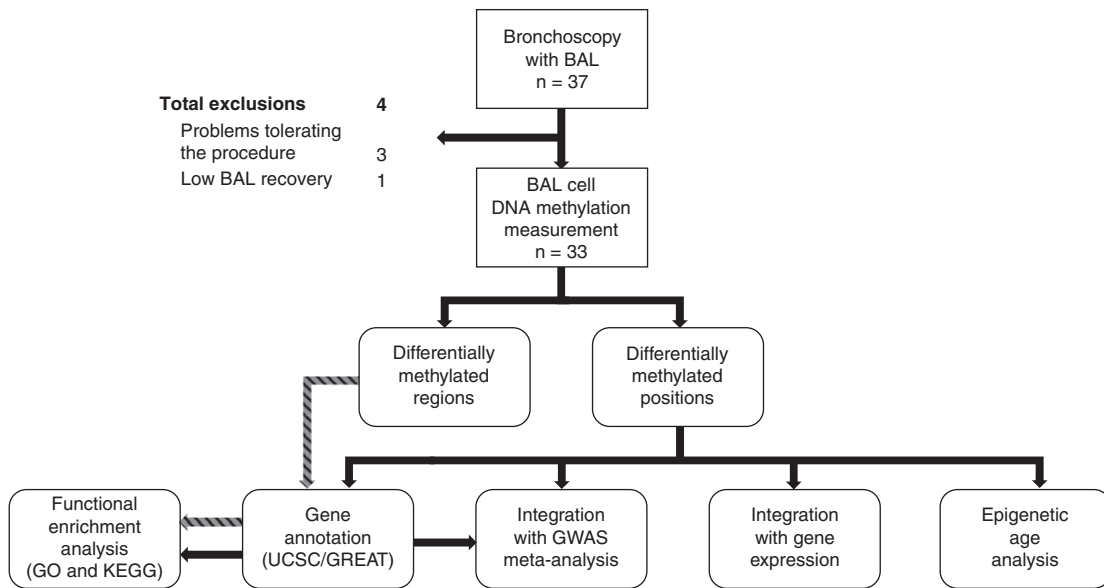 Bronchoscopy
with BAL
n = 37
Total exclusions 4
Problems tolerating
the procedure 3
Low BAL recovery 1
BAL cell
DNA methylation
measurement
n = 33
Differentially
methylated
regions
Differentially
methylated
positions
Functional
enrichment
analysis
(GO and KEGG)
Gene
annotation
(UCSC/GREAT)
Integration
with GWAS
meta-analysis
Integration
with gene
expression
Epigenetic
age
analysis